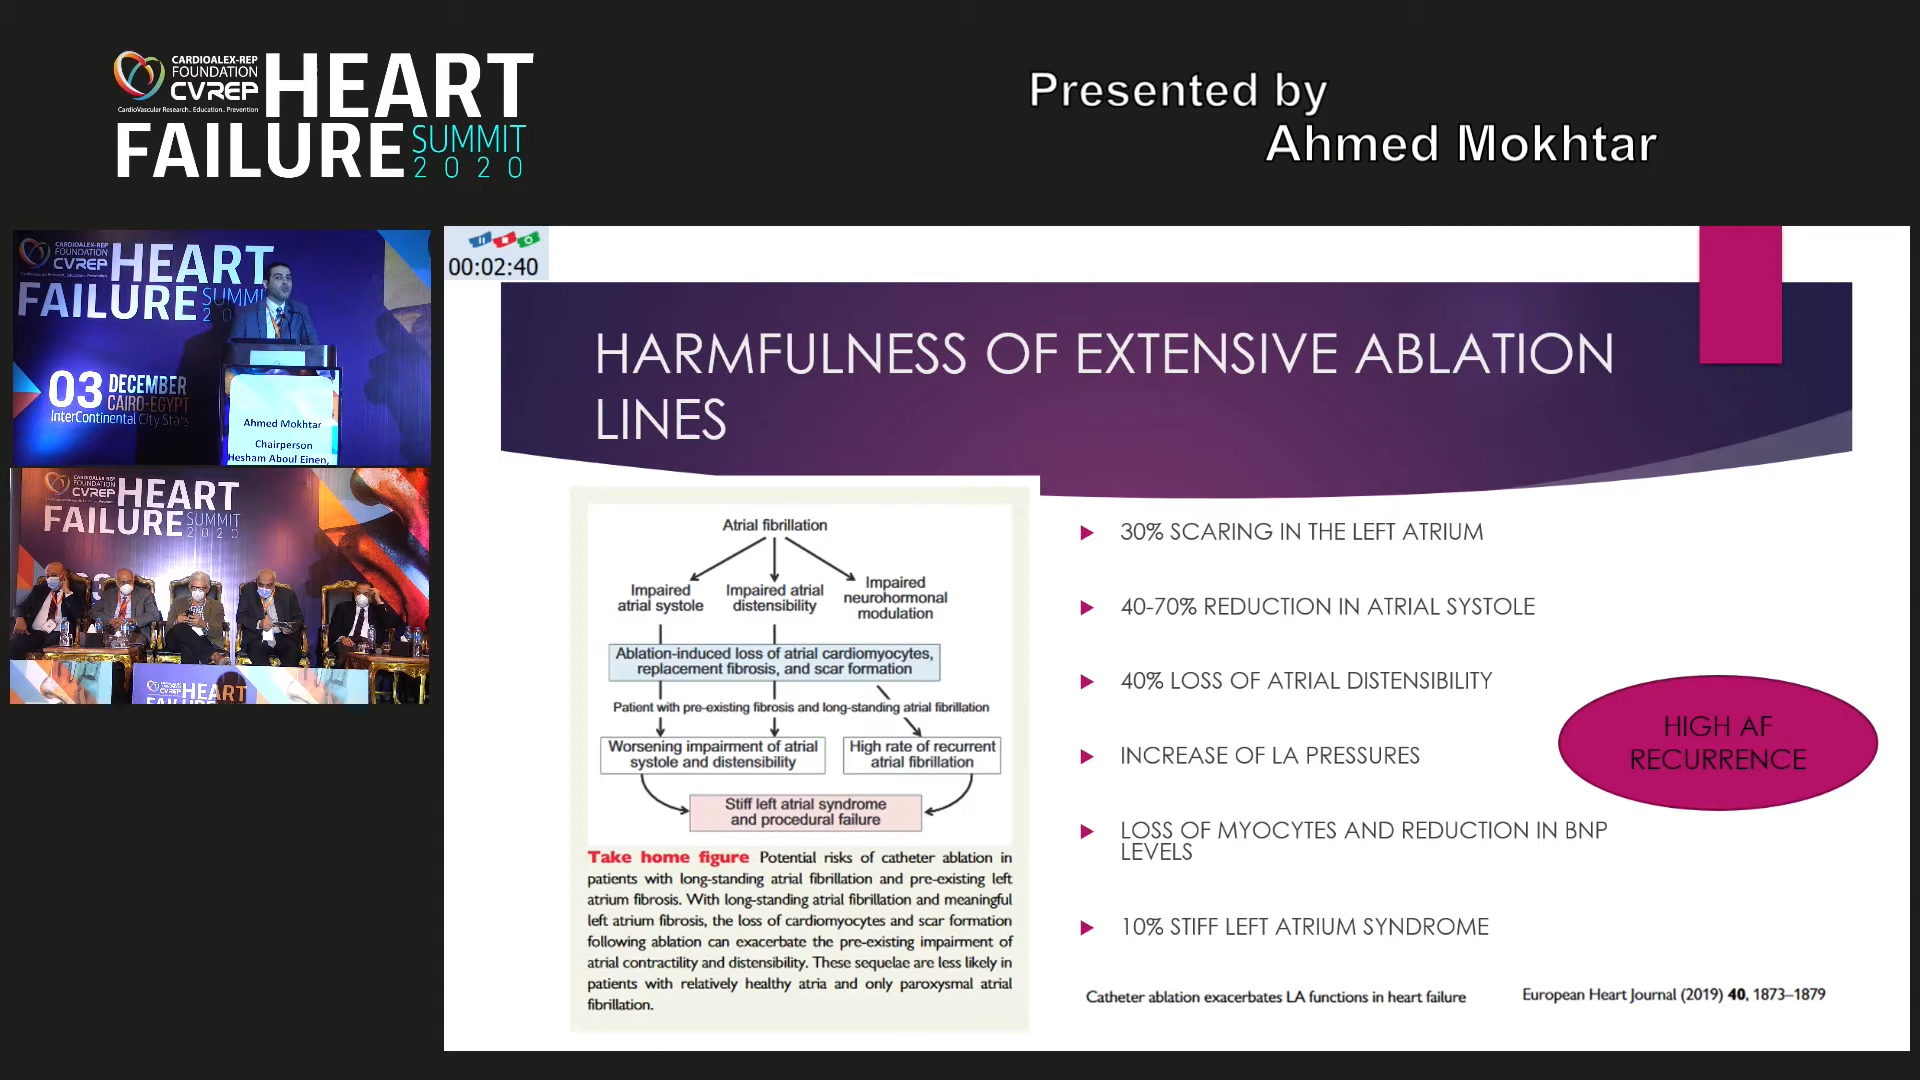 CARDIOALEX-REP
FOUNDATION
CVREP
CardioVascular Research. Education. Prevention
HEART
FAILURE SUMMIT
2020
Presented by
Ahmed Mokhtar
CARDIOALEX-REP
FOUNDATION
CVREP
HEART
FAILURE
03 DECEMBER
CAIRO-EGYPT
InterContinental City Stars
Ahmed Mokhtar
Chairperson
Hesham Aboul Einen,
CARDIOALEX-REP
FOUNDATION
CVREP
HEART
FAILURE SUMMIT
2020
HEART
00:02:40
HARMFULNESS OF EXTENSIVE ABLATION
LINES
Atrial fibrillation
Impaired
atrial systole
Impaired atrial
distensibility
Impaired
neurohormonal
modulation
Ablation-induced loss of atrial cardiomyocytes,
replacement fibrosis, and scar formation
Patient with pre-existing fibrosis and long-standing atrial fibrillation
Worsening impairment of atrial
systole and distensibility
High rate of recurrent
atrial fibrillation
Stiff left atrial syndrome
and procedural failure
Take home figure Potential risks of catheter ablation in
patients with long-standing atrial fibrillation and pre-existing left
atrium fibrosis. With long-standing atrial fibrillation and meaningful
left atrium fibrosis, the loss of cardiomyocytes and scar formation
following ablation can exacerbate the pre-existing impairment of
atrial contractility and distensibility. These sequelae are less likely in
patients with relatively healthy atria and only paroxysmal atrial
fibrillation.
30% SCARING IN THE LEFT ATRIUM
40-70% REDUCTION IN ATRIAL SYSTOLE
40% LOSS OF ATRIAL DISTENSIBILITY
INCREASE OF LA PRESSURES
LOSS OF MYOCYTES AND REDUCTION IN BNP
LEVELS
10% STIFF LEFT ATRIUM SYNDROME
HIGH AF
RECURRENCE
Catheter ablation exacerbates LA functions in heart failure
European Heart Journal (2019) 40, 1873–1879